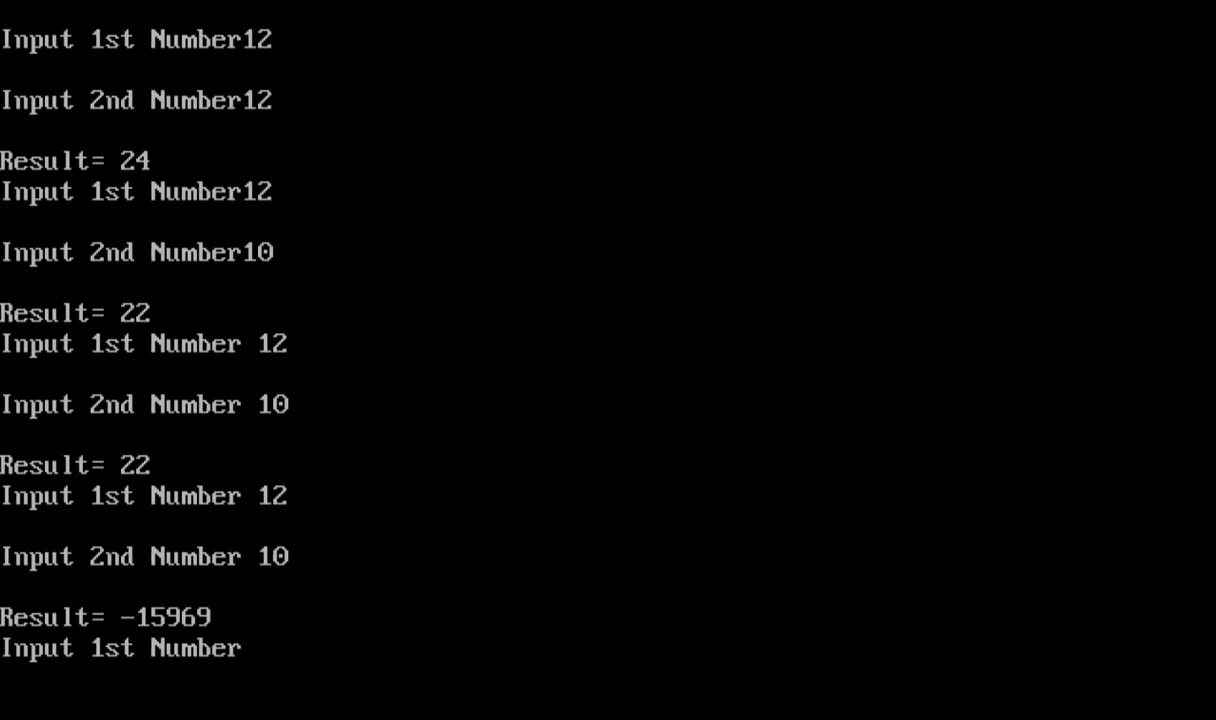 Input 1st Number12
Input 2nd Number12
Result= 24
Input 1st Number12
Input 2nd Number10
Result= 22
Input 1st Number 12
Input 2nd Number 10
Result= 22
Input 1st Number 12
Input 2nd Number 10
Result= -15969
Input 1st Number